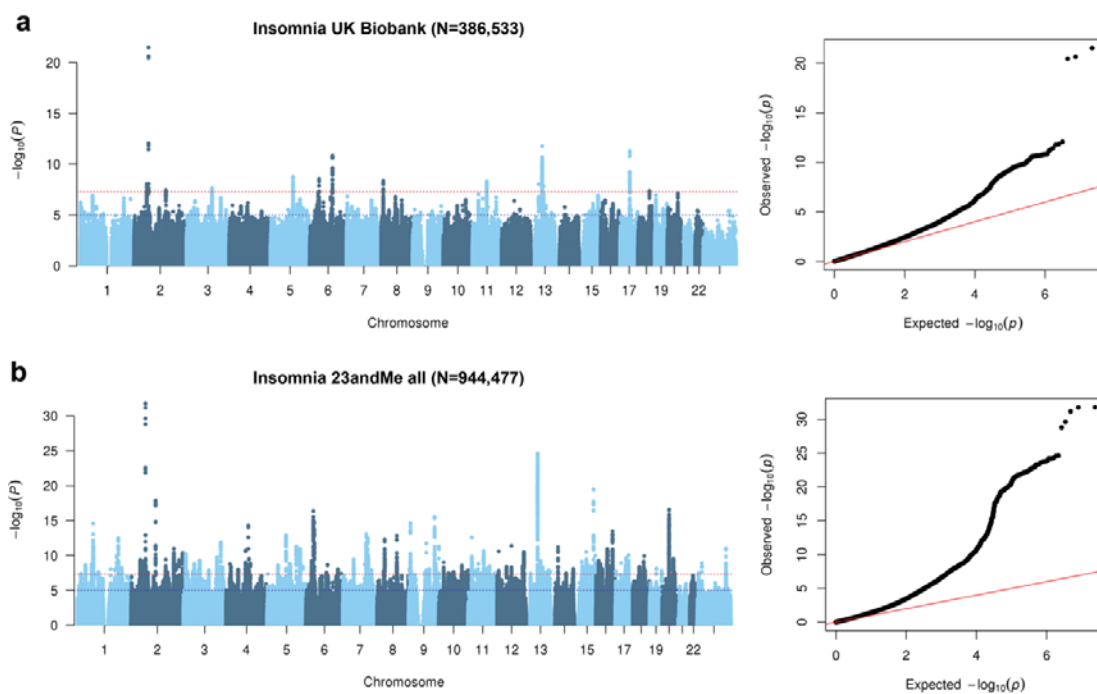 a
Insomnia UK Biobank (N=386,533)
−log10(P)
20
15
10
5
0
1 2 3 4 5 6 7 8 9 10 11 12 13 15 17 19 22
Chromosome
Observed −log10(p)
20
15
10
5
0
0 2 4 6
Expected −log10(p)
b
Insomnia 23andMe all (N=944,477)
−log10(P)
30
25
20
15
10
5
0
1 2 3 4 5 6 7 8 9 10 11 12 13 15 17 19 22
Chromosome
Observed −log10(p)
30
25
20
15
10
5
0
0 2 4 6
Expected −log10(p)